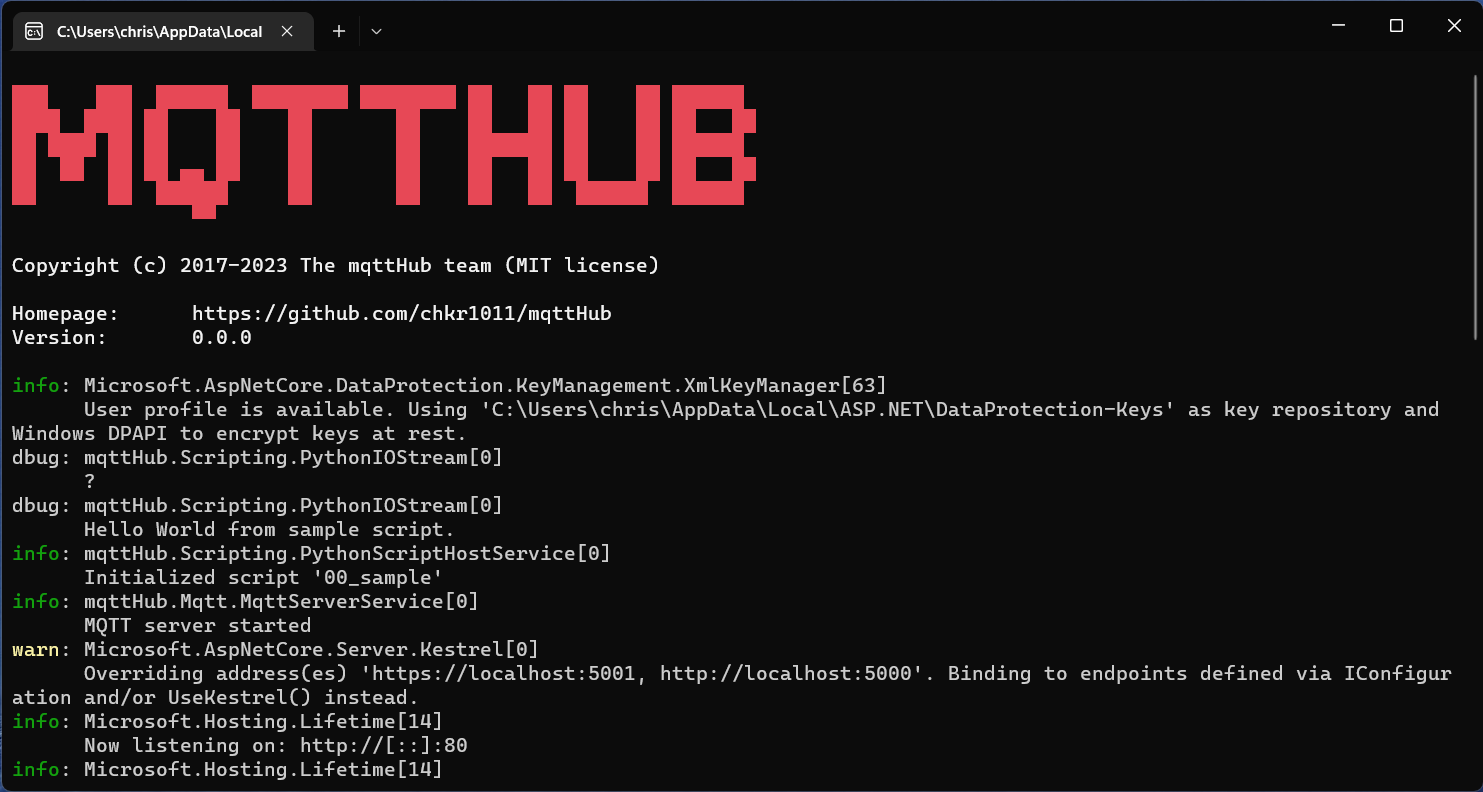 C:\Users\chris\AppData\Local
MQTTHUB
Copyright (c) 2017-2023 The mqttHub team (MIT license)
Homepage: https://github.com/chkr1011/mqttHub
Version: 0.0.0
info: Microsoft.AspNetCore.DataProtection.KeyManagement.XmlKeyManager[63]
User profile is available. Using 'C:\Users\chris\AppData\Local\ASP.NET\DataProtection-Keys' as key repository and
Windows DPAPI to encrypt keys at rest.
dbug: mqttHub.Scripting.PythonIOStream[0]
?
dbug: mqttHub.Scripting.PythonIOStream[0]
Hello World from sample script.
info: mqttHub.Scripting.PythonScriptHostService[0]
Initialized script '00_sample'
info: mqttHub.Mqtt.MqttServerService[0]
MQTT server started
warn: Microsoft.AspNetCore.Server.Kestrel[0]
Overriding address(es) 'https://localhost:5001, http://localhost:5000'. Binding to endpoints defined via IConfigur
ation and/or UseKestrel() instead.
info: Microsoft.Hosting.Lifetime[14]
Now listening on: http://[::]:80
info: Microsoft.Hosting.Lifetime[14]